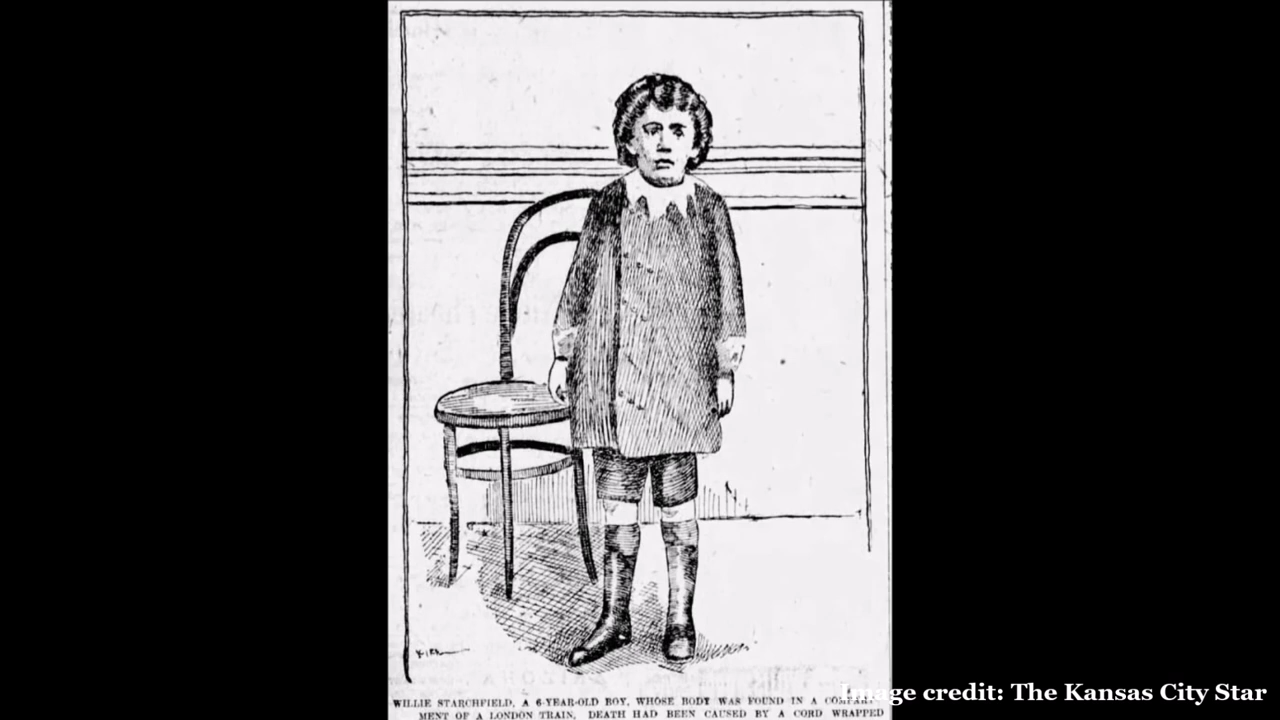 WILLIE STARCHFIELD, A 6-YEAR-OLD BOY, WHOSE BODY WAS FOUND IN A
MENT OF A LONDON TRAIN, DEATH HAD BEEN CAUSED BY A CORD WRAPPED
Image credit: The Kansas City Star